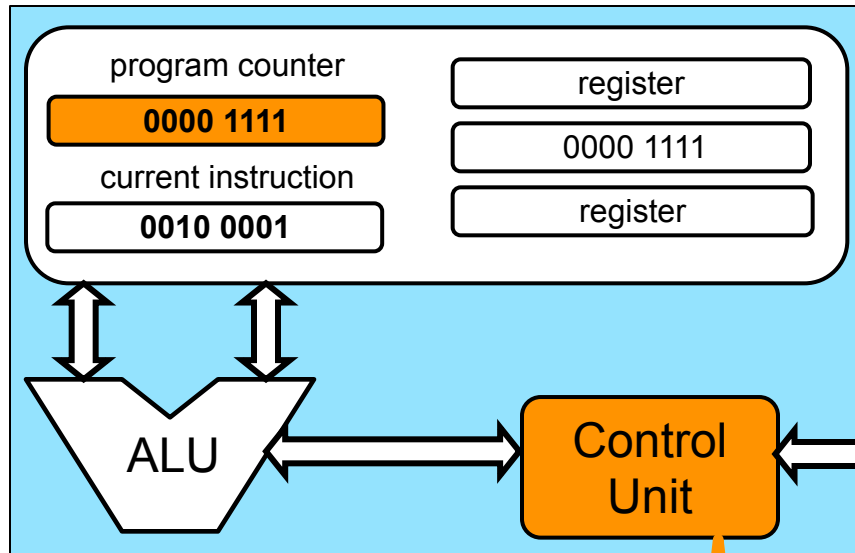 program counter
0000 1111
current instruction
0010 0001
register
0000 1111
register
ALU
Control
Unit